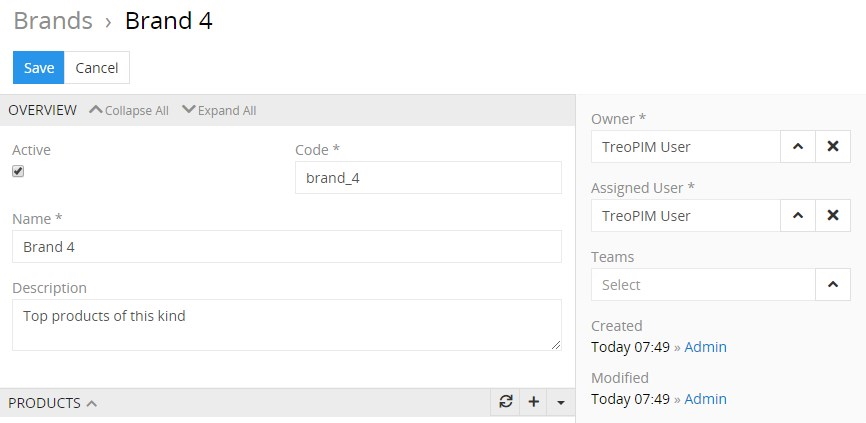 Brands › Brand 4
Save Cancel
OVERVIEW Collapse All Expand All
Active
Code *
brand_4
Name *
Brand 4
Description
Top products of this kind
PRODUCTS
Owner *
TreoPIM User
Assigned User *
TreoPIM User
Teams
Select
Created
Today 07:49 » Admin
Modified
Today 07:49 » Admin